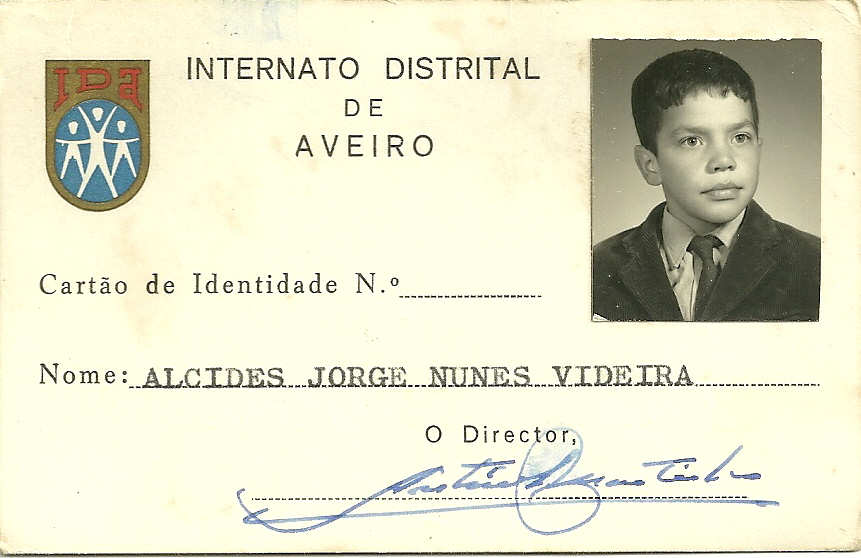 IDA
INTERNATO DISTRITAL
DE
AVEIRO
Cartão de Identidade N.º
Nome: ALCIDES JORGE NUNES VIDEIRA
O Director,